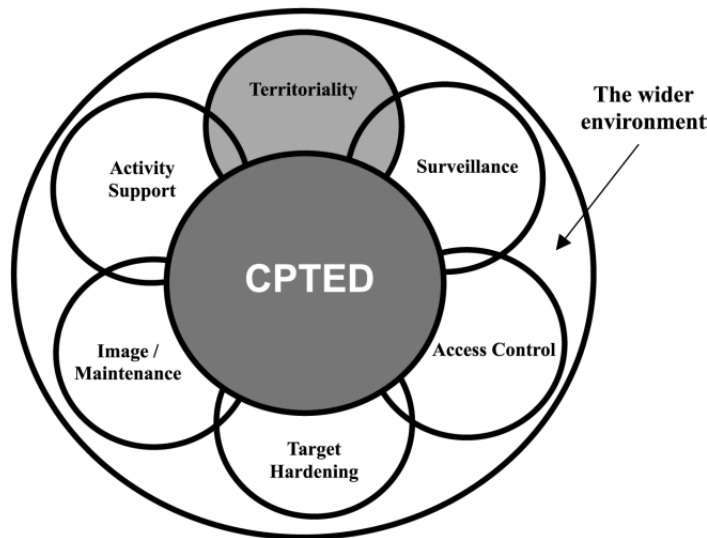 Territoriality
The wider
environment
Activity
Support
Surveillance
CPTED
Image /
Maintenance
Access Control
Target
Hardening